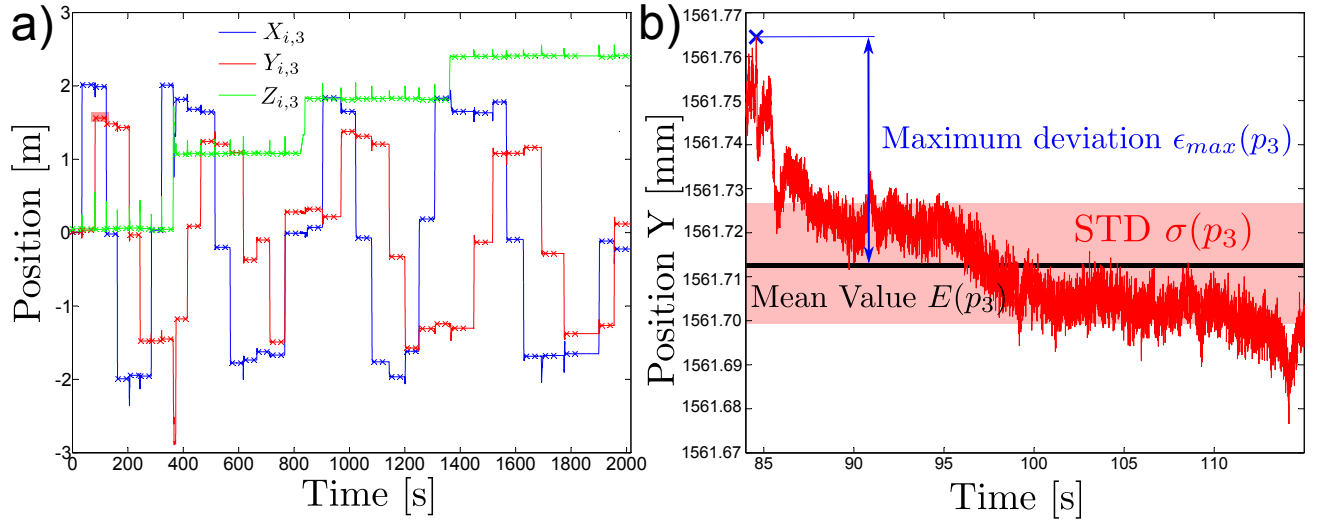 a)
X_{i,3}
Y_{i,3}
Z_{i,3}
3
2
1
0
-1
-2
-3
Position [m]
0 200 400 600 800 1000 1200 1400 1600 1800 2000
Time [s]
b)
1561.77
1561.76
1561.75
1561.74
1561.73
1561.72
1561.71
1561.70
1561.69
1561.68
1561.67
Position Y [mm]
Maximum deviation ϵ_{max}(p_3)
STD σ(p_3)
Mean Value E(p_3)
85 90 95 100 105 110
Time [s]